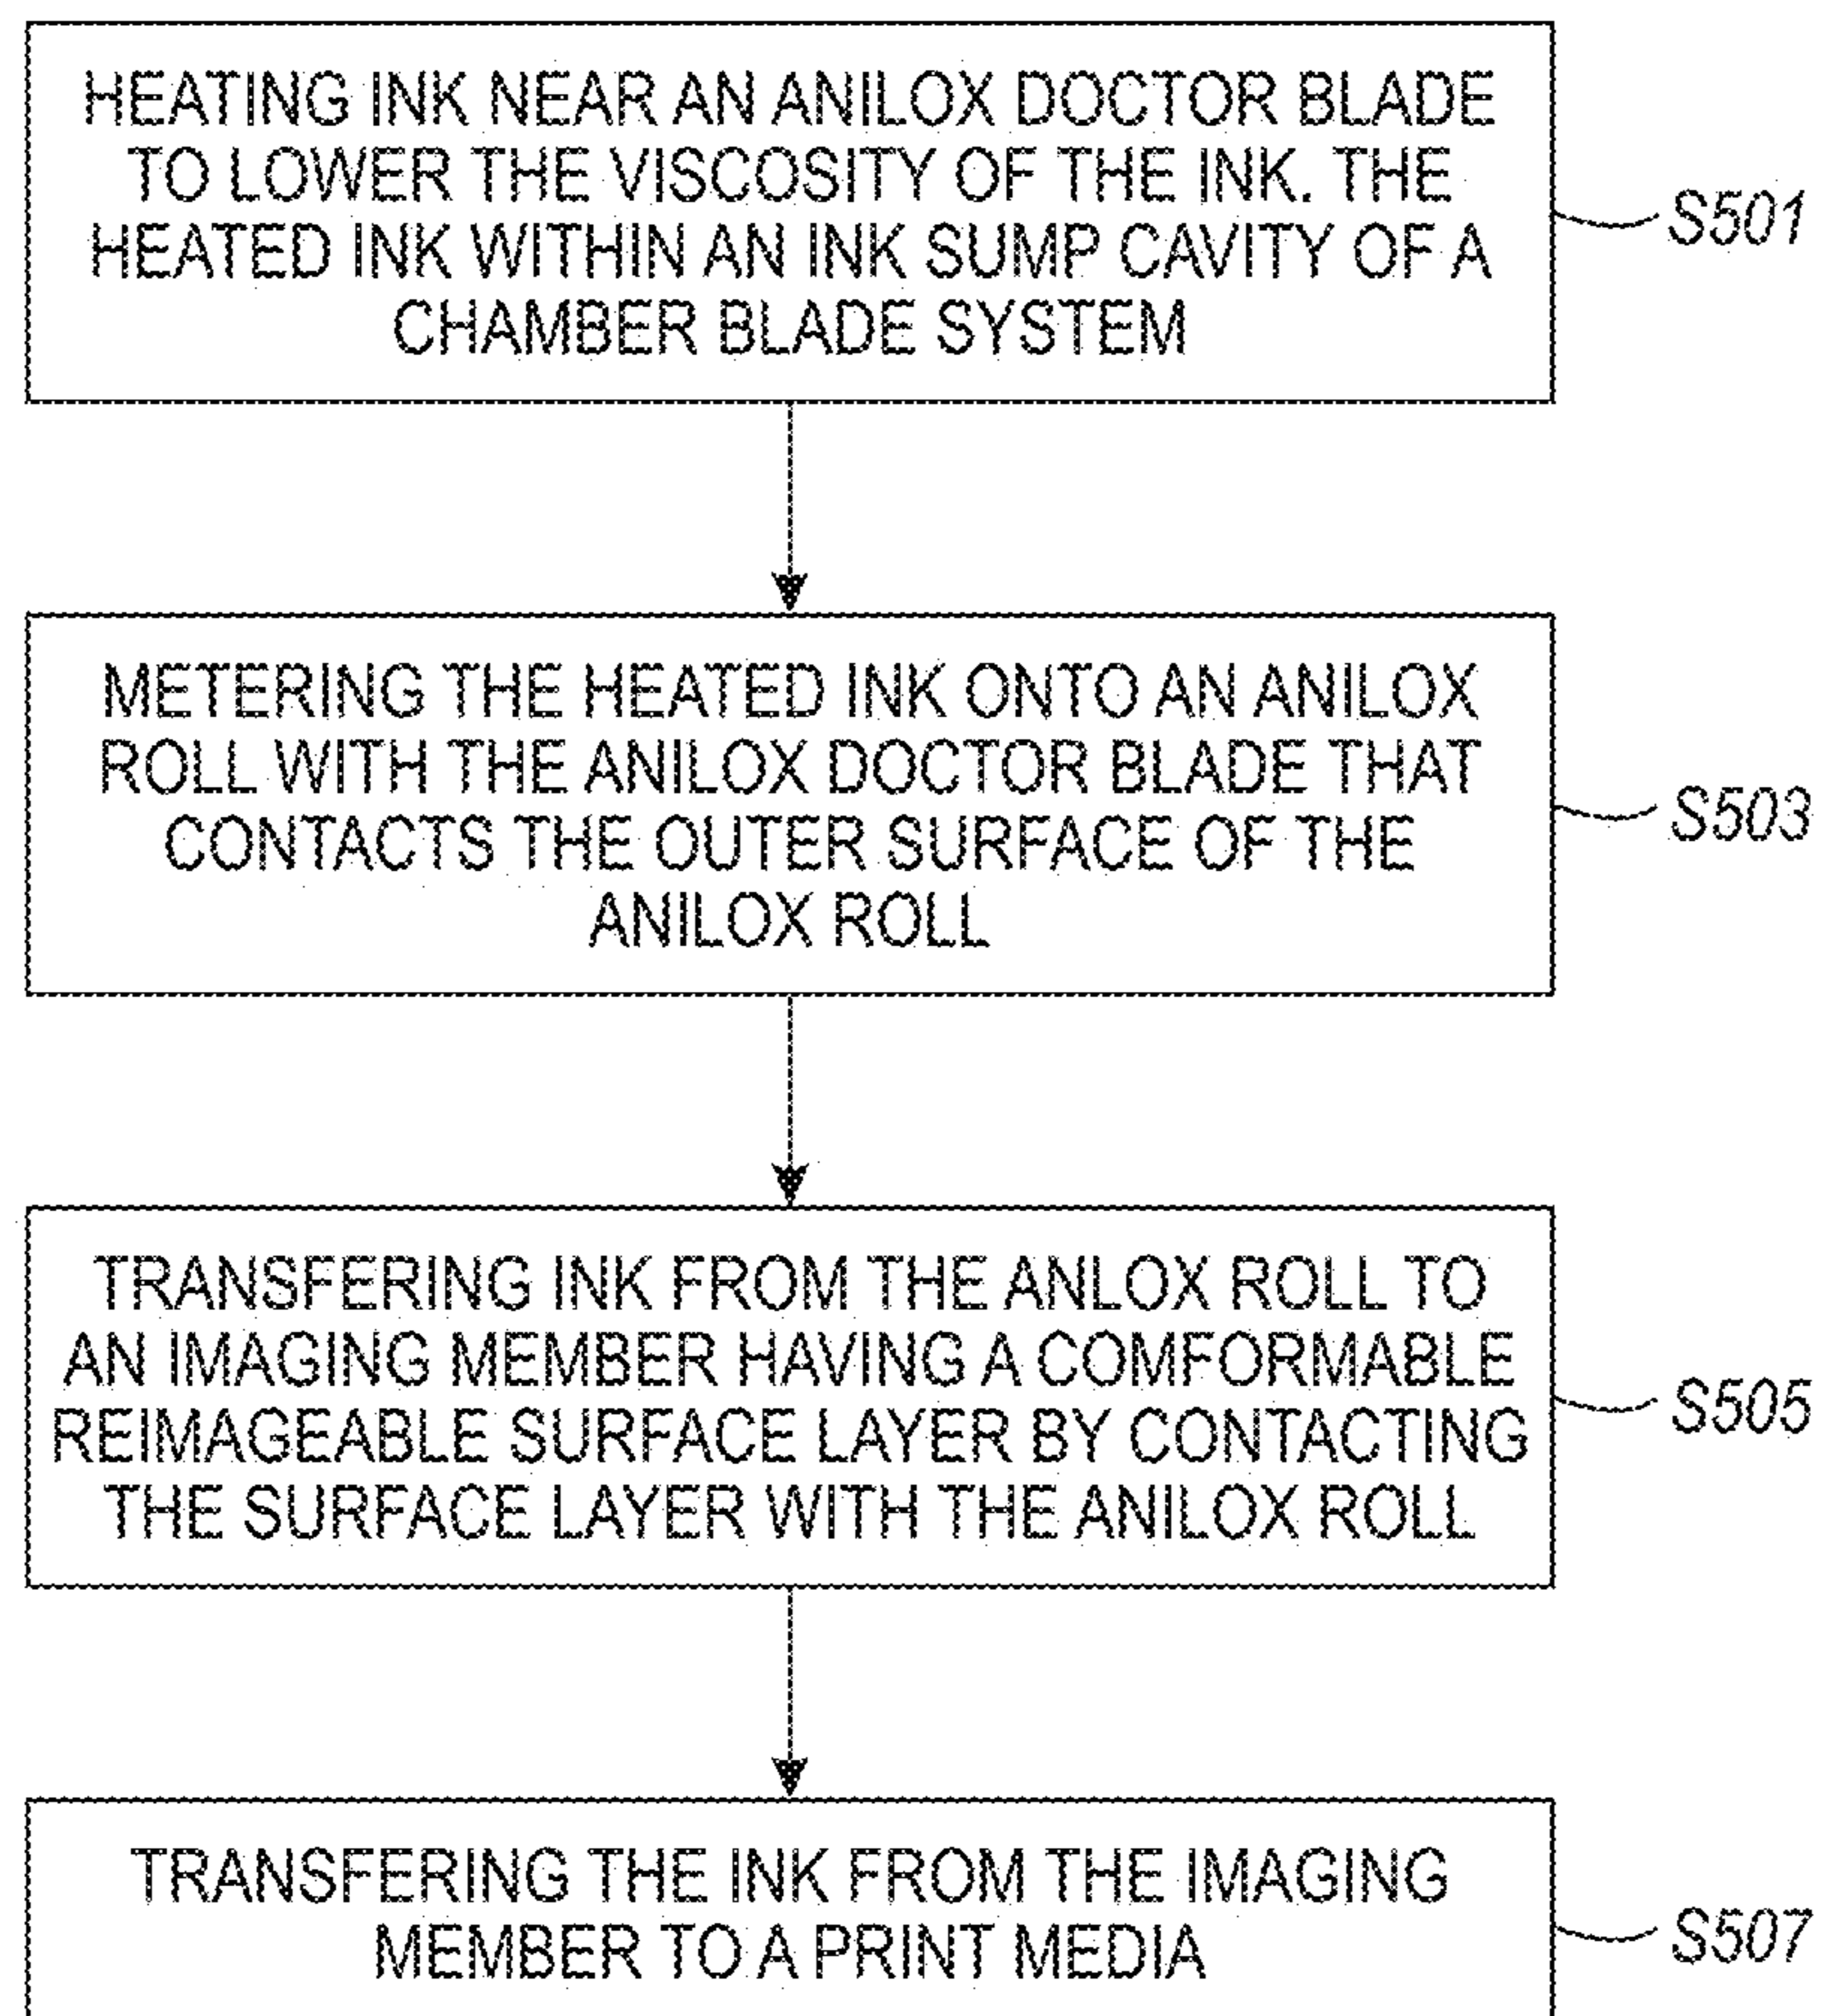 HEATING INK NEAR AN ANILOX DOCTOR BLADE
TO LOWER THE VISCOSITY OF THE INK. THE
HEATED INK WITHIN AN INK SUMP CAVITY OF A
CHAMBER BLADE SYSTEM
S501
METERING THE HEATED INK ONTO AN ANILOX
ROLL WITH THE ANILOX DOCTOR BLADE THAT
CONTACTS THE OUTER SURFACE OF THE
ANILOX ROLL
S503
TRANSFERING INK FROM THE ANLOX ROLL TO
AN IMAGING MEMBER HAVING A COMFORMABLE
REIMAGEABLE SURFACE LAYER BY CONTACTING
THE SURFACE LAYER WITH THE ANILOX ROLL
S505
TRANSFERING THE INK FROM THE IMAGING
MEMBER TO A PRINT MEDIA
S507